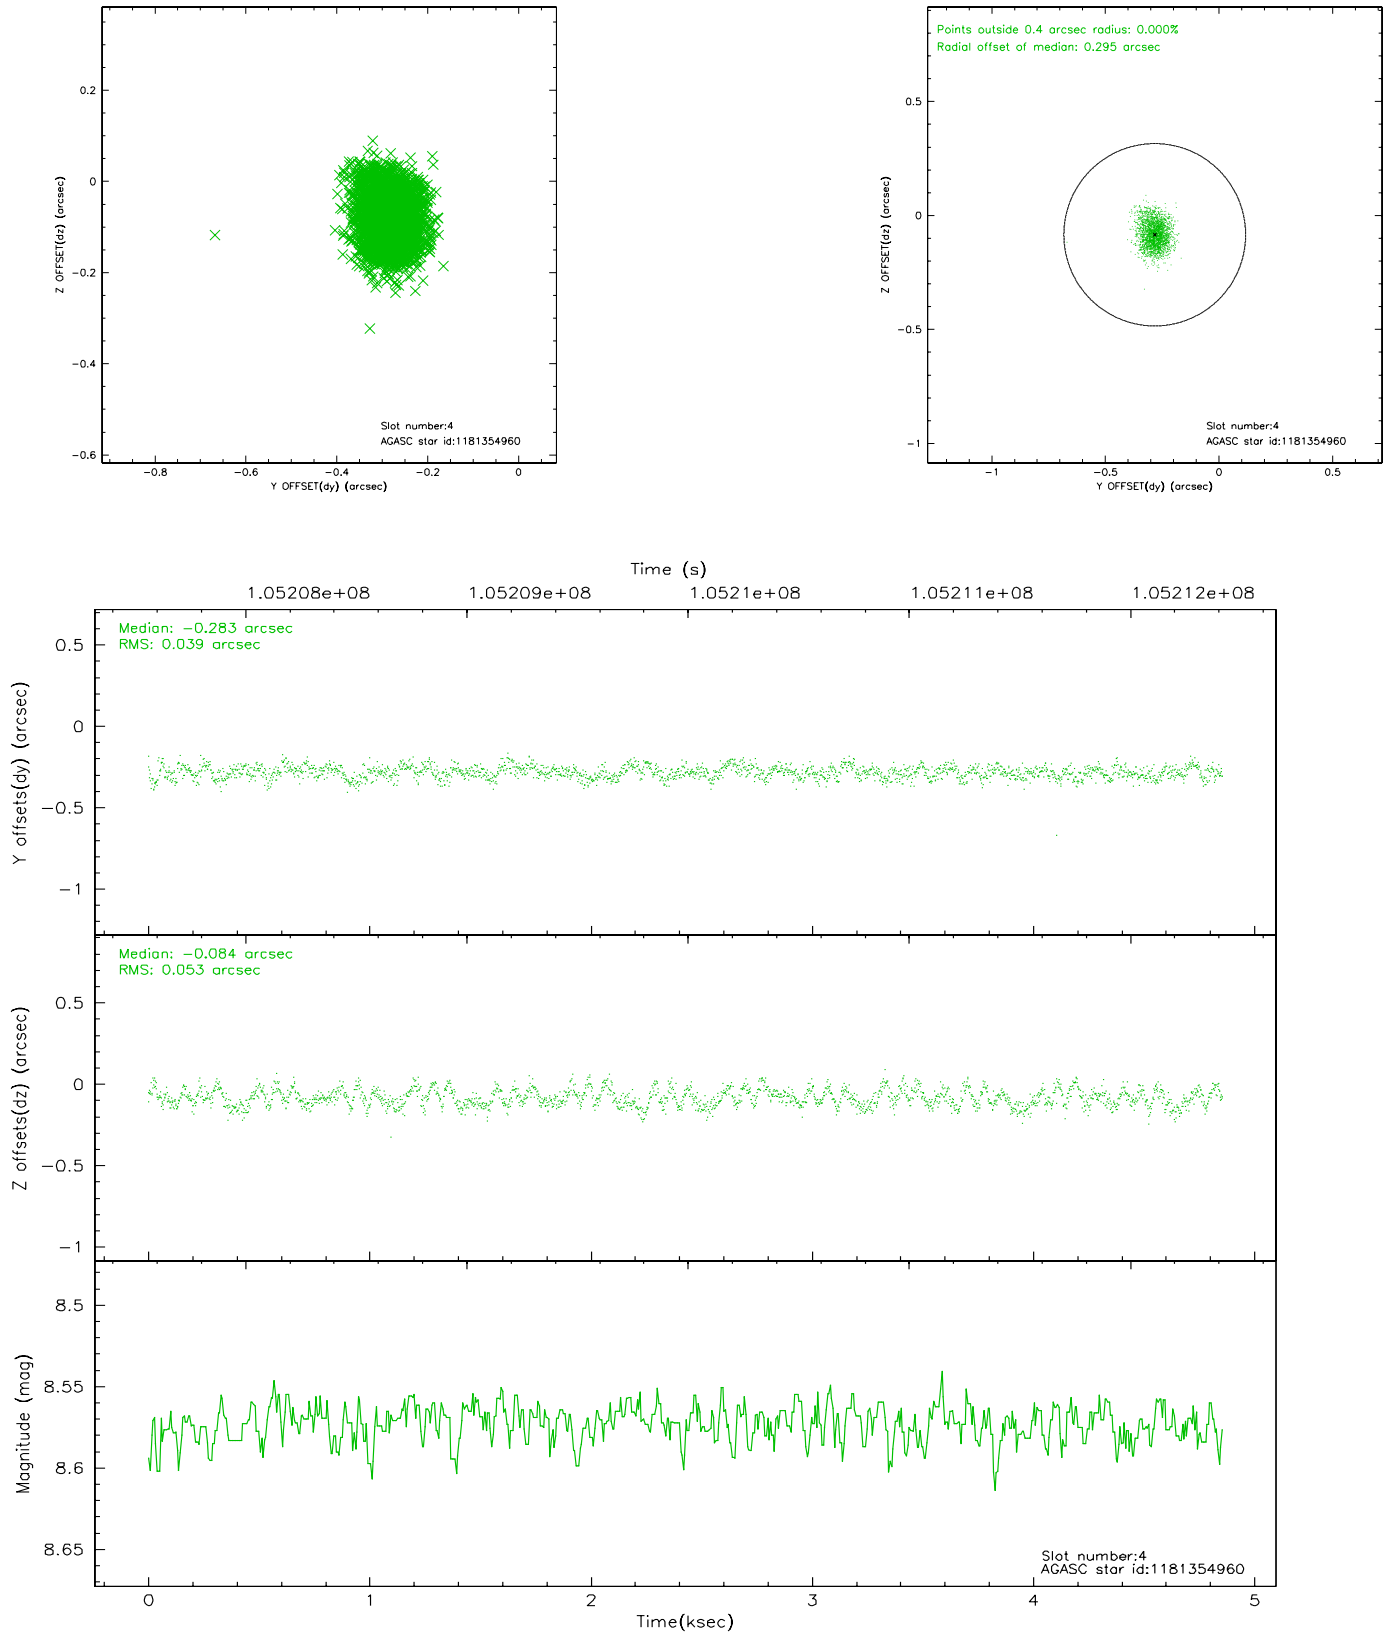 0.2
0
−0.2
−0.4
−0.6
Z OFFSET(dz) (arcsec)
Slot number:4
AGASC star id:1181354960
−0.8 −0.6 −0.4 −0.2 0
Y OFFSET(dy) (arcsec)
Points outside 0.4 arcsec radius: 0.000%
Radial offset of median: 0.295 arcsec
0.5
0
−0.5
−1
Z OFFSET(dz) (arcsec)
Slot number:4
AGASC star id:1181354960
−1 −0.5 0 0.5
Y OFFSET(dy) (arcsec)
Time (s)
1.05208e+08 1.05209e+08 1.0521e+08 1.05211e+08 1.05212e+08
Median: −0.283 arcsec
RMS: 0.039 arcsec
0.5
0
−0.5
−1
Y offsets(dy) (arcsec)
Median: −0.084 arcsec
RMS: 0.053 arcsec
0.5
0
−0.5
−1
Z offsets(dz) (arcsec)
8.5
8.55
8.6
8.65
Magnitude (mag)
Slot number:4
AGASC star id:1181354960
0 1 2 3 4 5
Time(ksec)